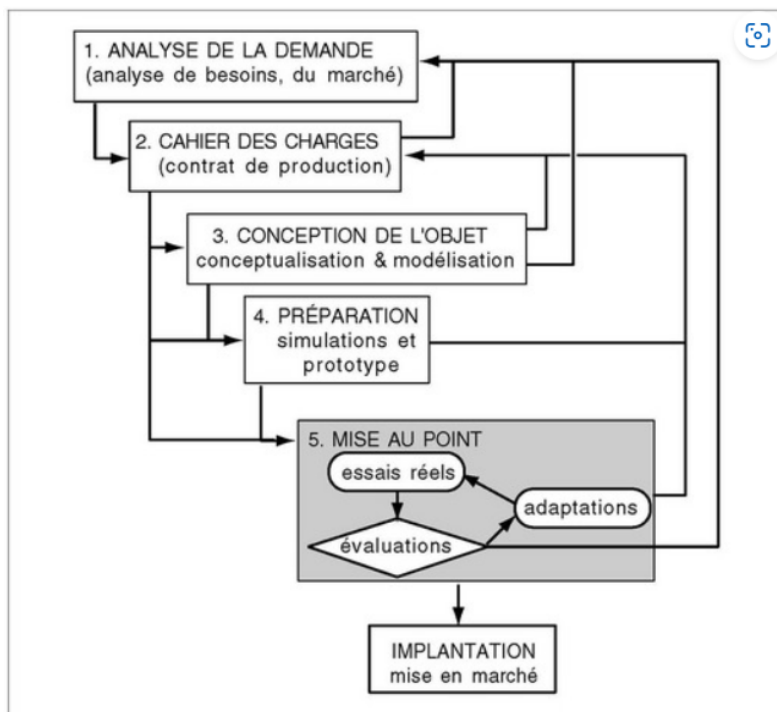 1. ANALYSE DE LA DEMANDE
(analyse de besoins, du marché)
2. CAHIER DES CHARGES
(contrat de production)
3. CONCEPTION DE L'OBJET
conceptualisation & modélisation
4. PRÉPARATION
simulations et
prototype
5. MISE AU POINT
essais réels
adaptations
évaluations
IMPLANTATION
mise en marché